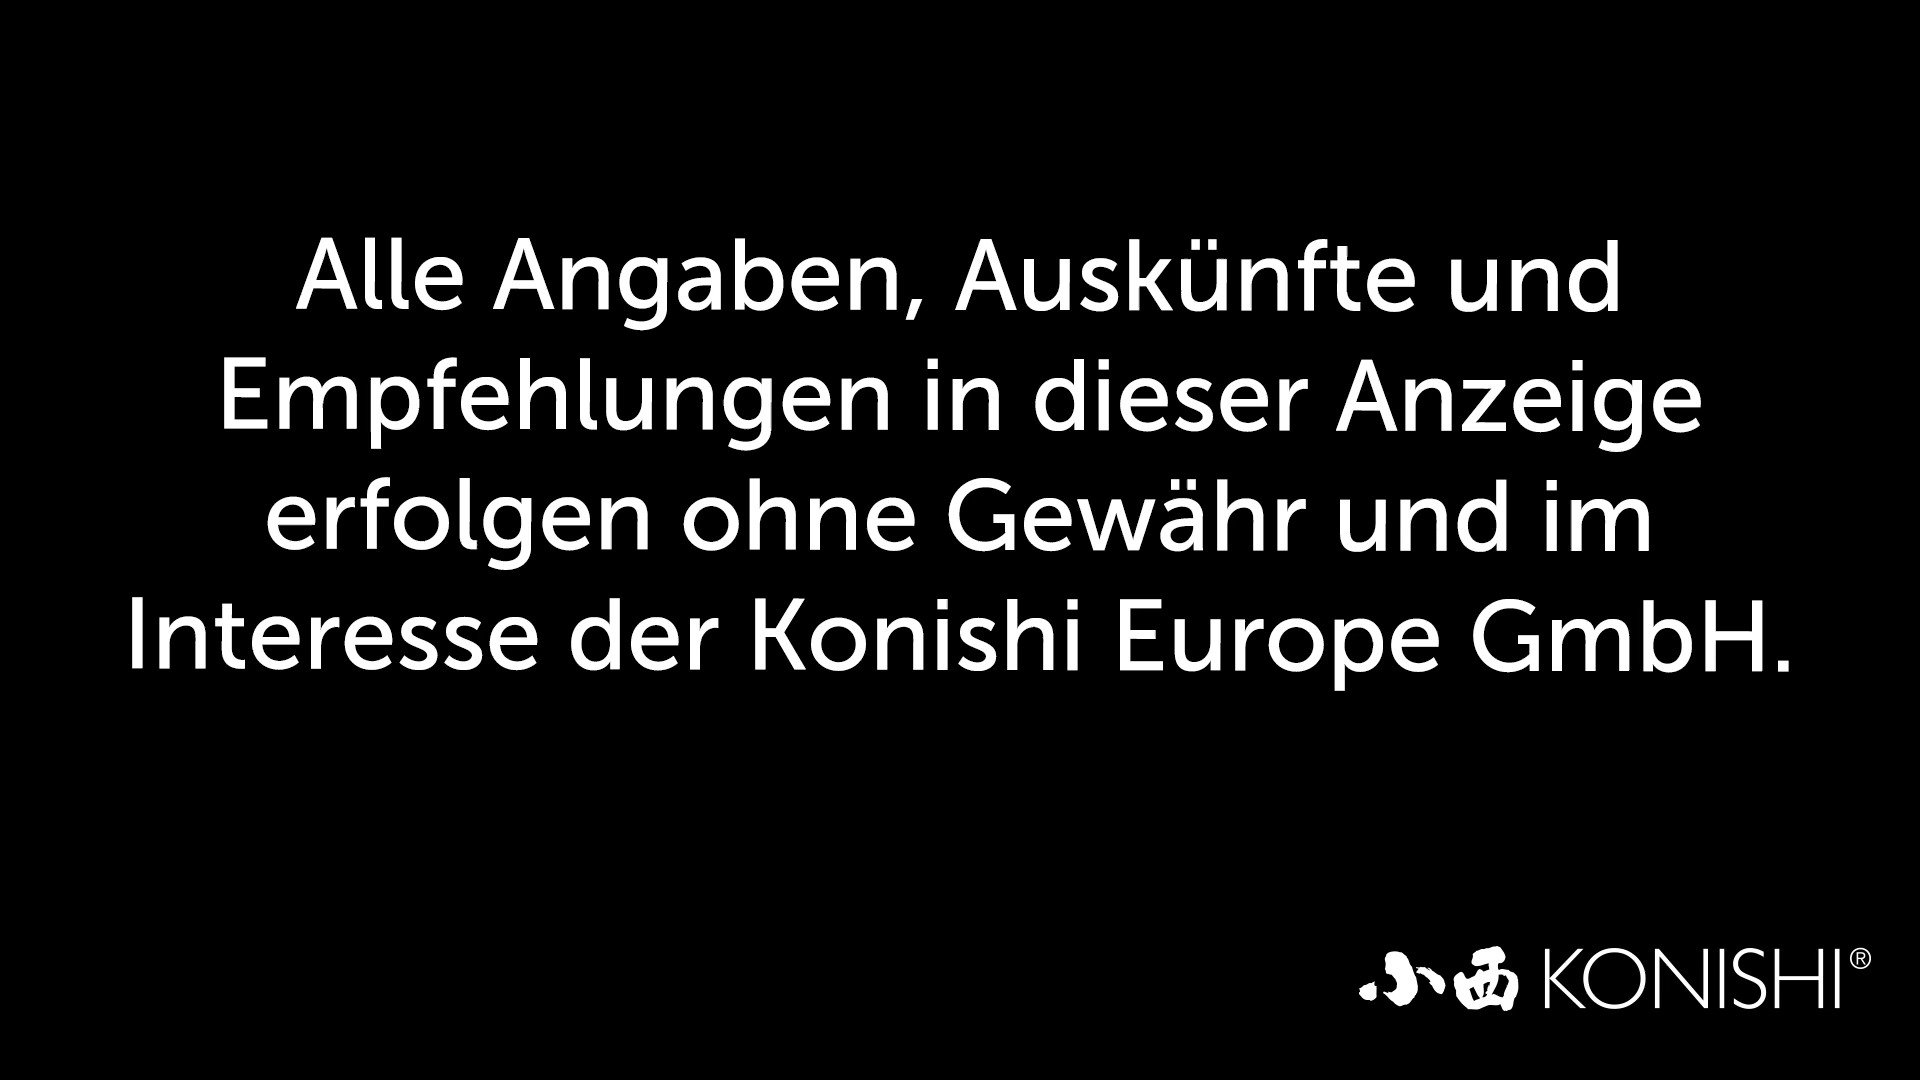 Alle Angaben, Auskünfte und
Empfehlungen in dieser Anzeige
erfolgen ohne Gewähr und im
Interesse der Konishi Europe GmbH.
小西 KONISHI®